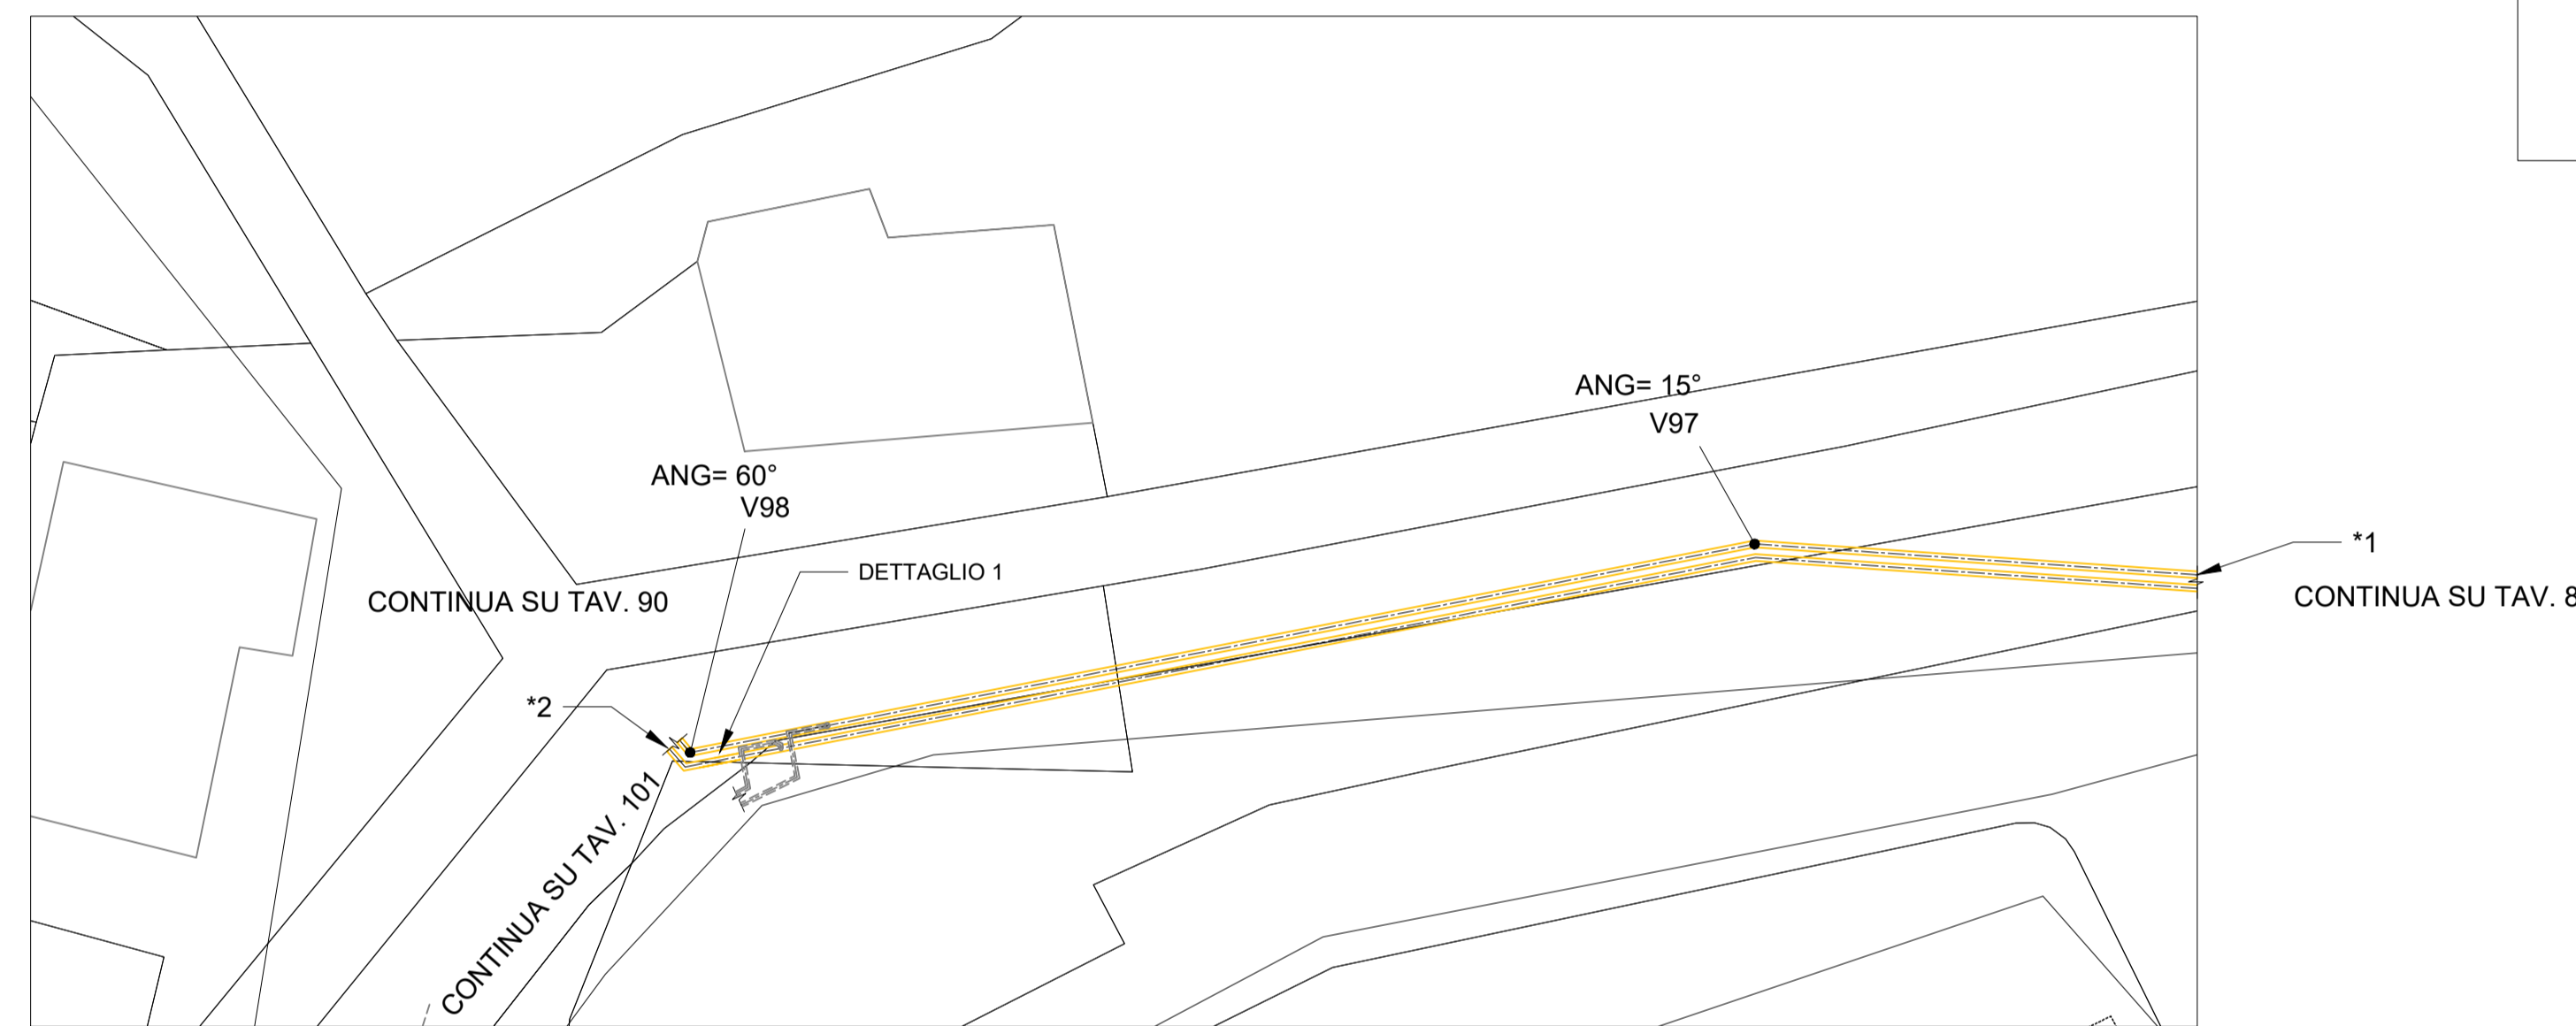 ANG= 15°
V97
ANG= 60°
V98
*1
DETTAGLIO 1
CONTINUA SU TAV. 90
CONTINUA SU TAV. 8
*2
CONTINUA SU TAV. 101